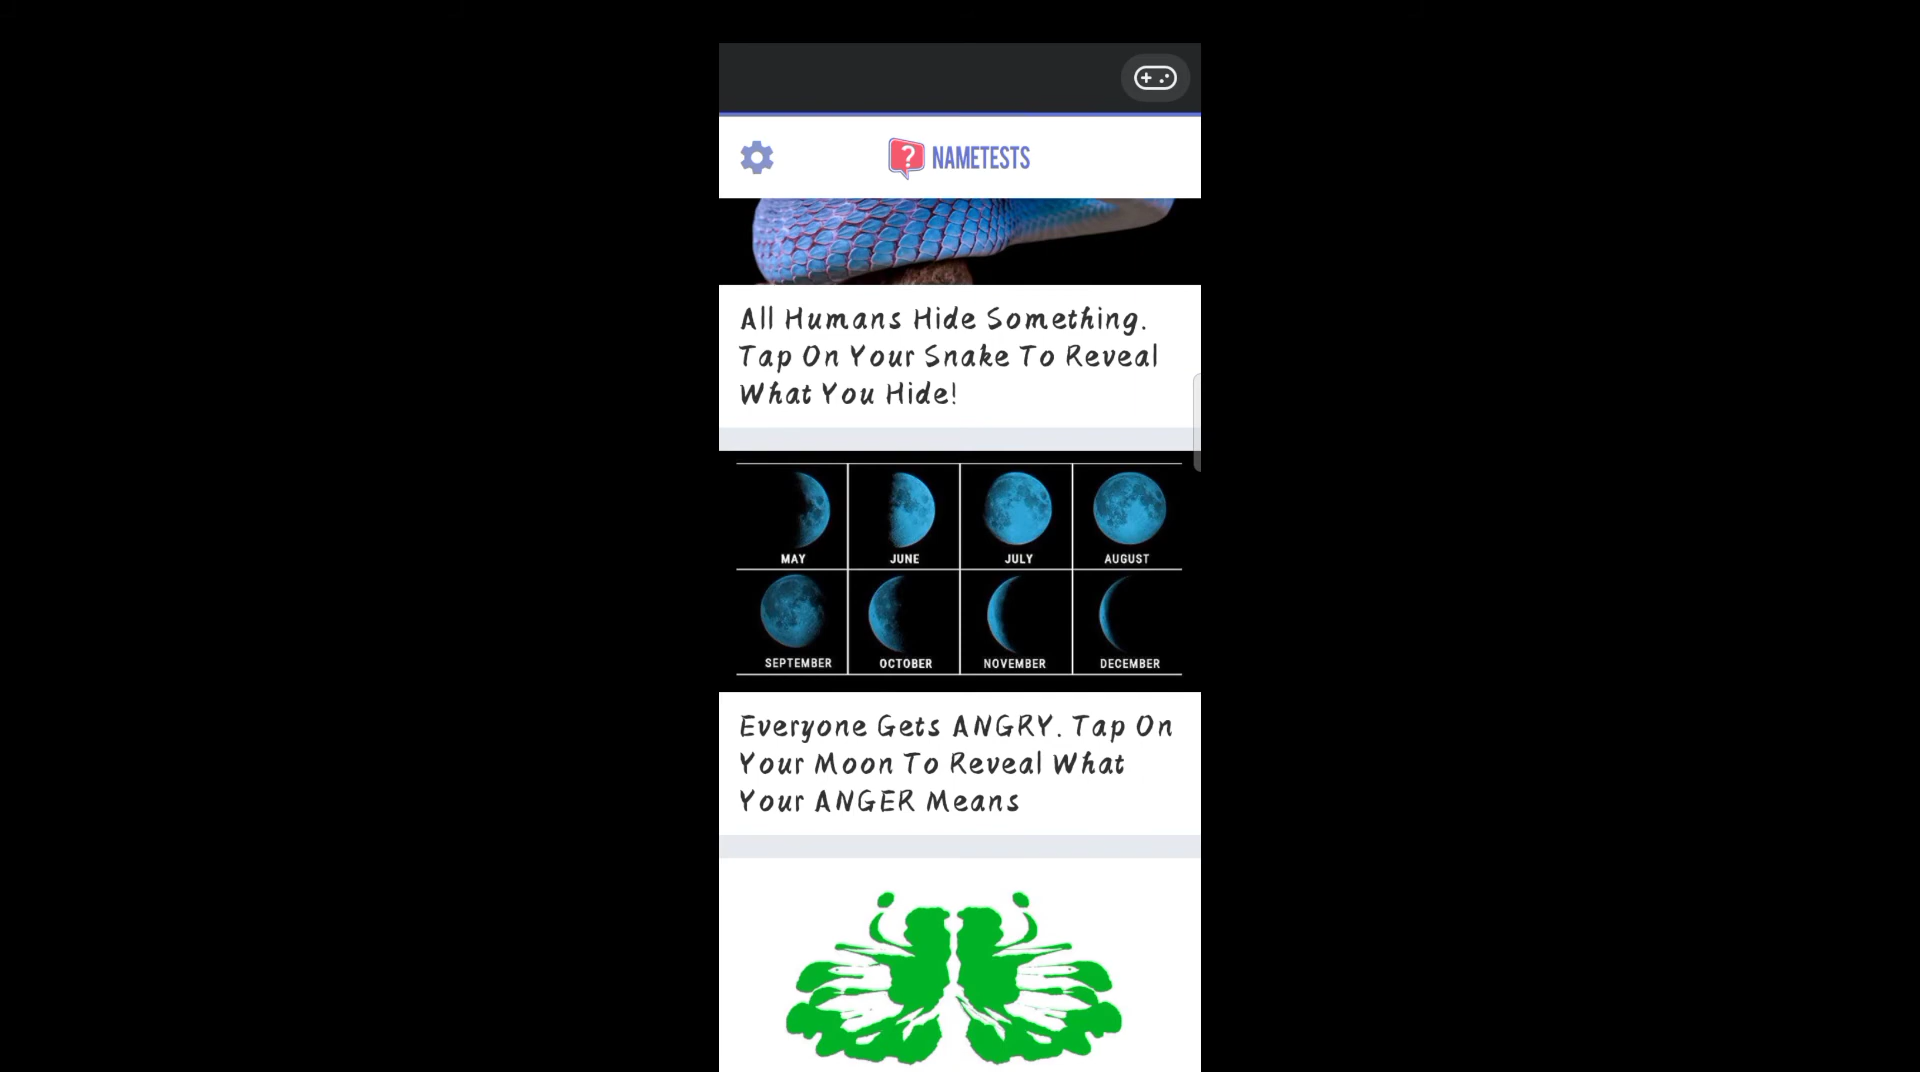 NAMETESTS
All Humans Hide Something.
Tap On Your Snake To Reveal
What You Hide!
MAY JUNE JULY AUGUST
SEPTEMBER OCTOBER NOVEMBER DECEMBER
Everyone Gets ANGRY. Tap On
Your Moon To Reveal What
Your ANGER Means